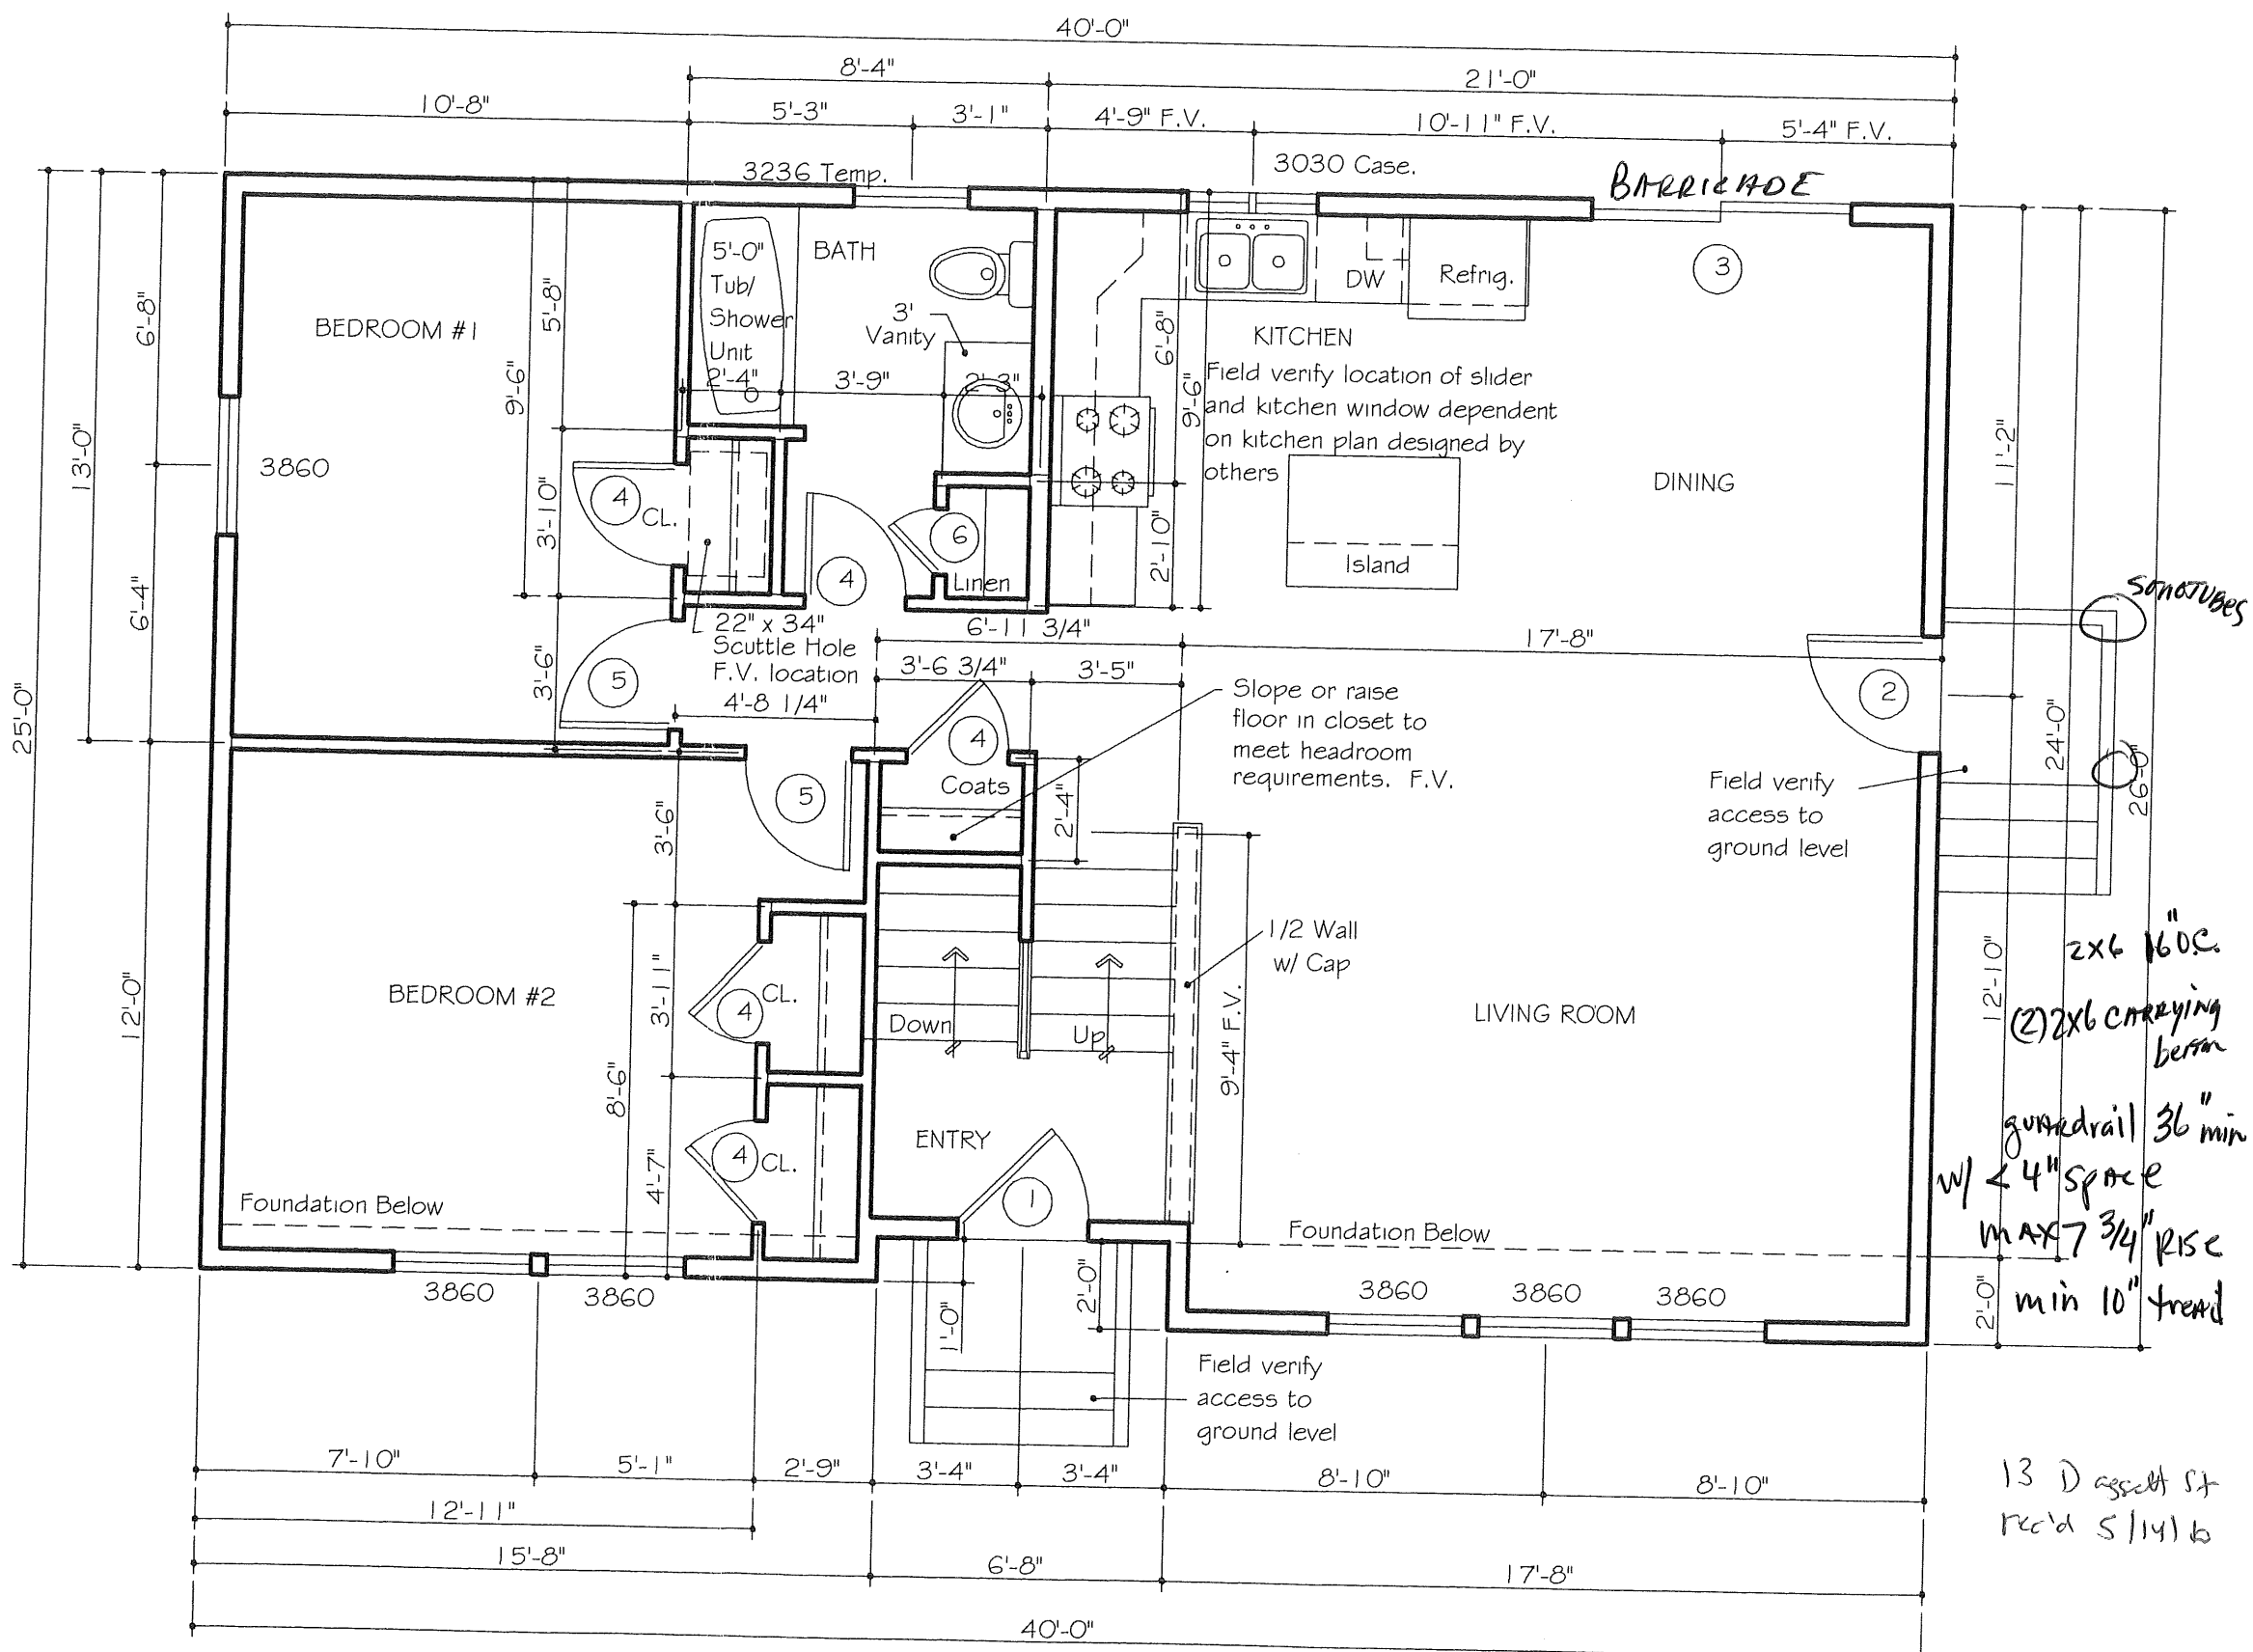 40'-0"
8'-4"
21'-0"
10'-8"
5'-3"
3'-1"
4'-9" F.V.
10'-11" F.V.
5'-4" F.V.
3236 Temp.
3030 Case.
BARRICADE
BATH
5'-0"
Tub/
Shower
Unit
3'
Vanity
DW
Refrig.
3
BEDROOM #1
KITCHEN
Field verify location of slider
and kitchen window dependent
on kitchen plan designed by
others
6'-8"
13'-0"
6'-4"
25'-0"
12'-0"
5'-8"
9'-6"
3'-10"
3'-6"
2'-4"
3'-9"
2'-3"
6'-8"
9'-6"
2'-10"
3860
4
CL.
4
6
Linen
Island
DINING
11'-2"
SONOTUBES
22" x 34"
Scuttle Hole
F.V. location
4'-8 1/4"
6'-11 3/4"
17'-8"
3'-6 3/4"
3'-5"
5
4
Coats
Slope or raise
floor in closet to
meet headroom
requirements. F.V.
2
24'-0"
26'-0"
Field verify
access to
ground level
5
2'-4"
3'-6"
3'-11"
8'-6"
4'-7"
BEDROOM #2
4
CL.
4
CL.
Down
Up
1/2 Wall
w/ Cap
9'-4" F.V.
LIVING ROOM
12'-10"
2x6 16" O.C.
(2) 2x6 CARRYING
beam
guardrail 36" min
w/ < 4" space
MAX 7 3/4" RISE
min 10" tread
ENTRY
1
Foundation Below
Foundation Below
3860
3860
1'-0"
2'-0"
3860
3860
3860
2'-0"
Field verify
access to
ground level
7'-10"
5'-1"
2'-9"
3'-4"
3'-4"
8'-10"
8'-10"
12'-11"
15'-8"
6'-8"
17'-8"
40'-0"
13 Daggett St
rec'd